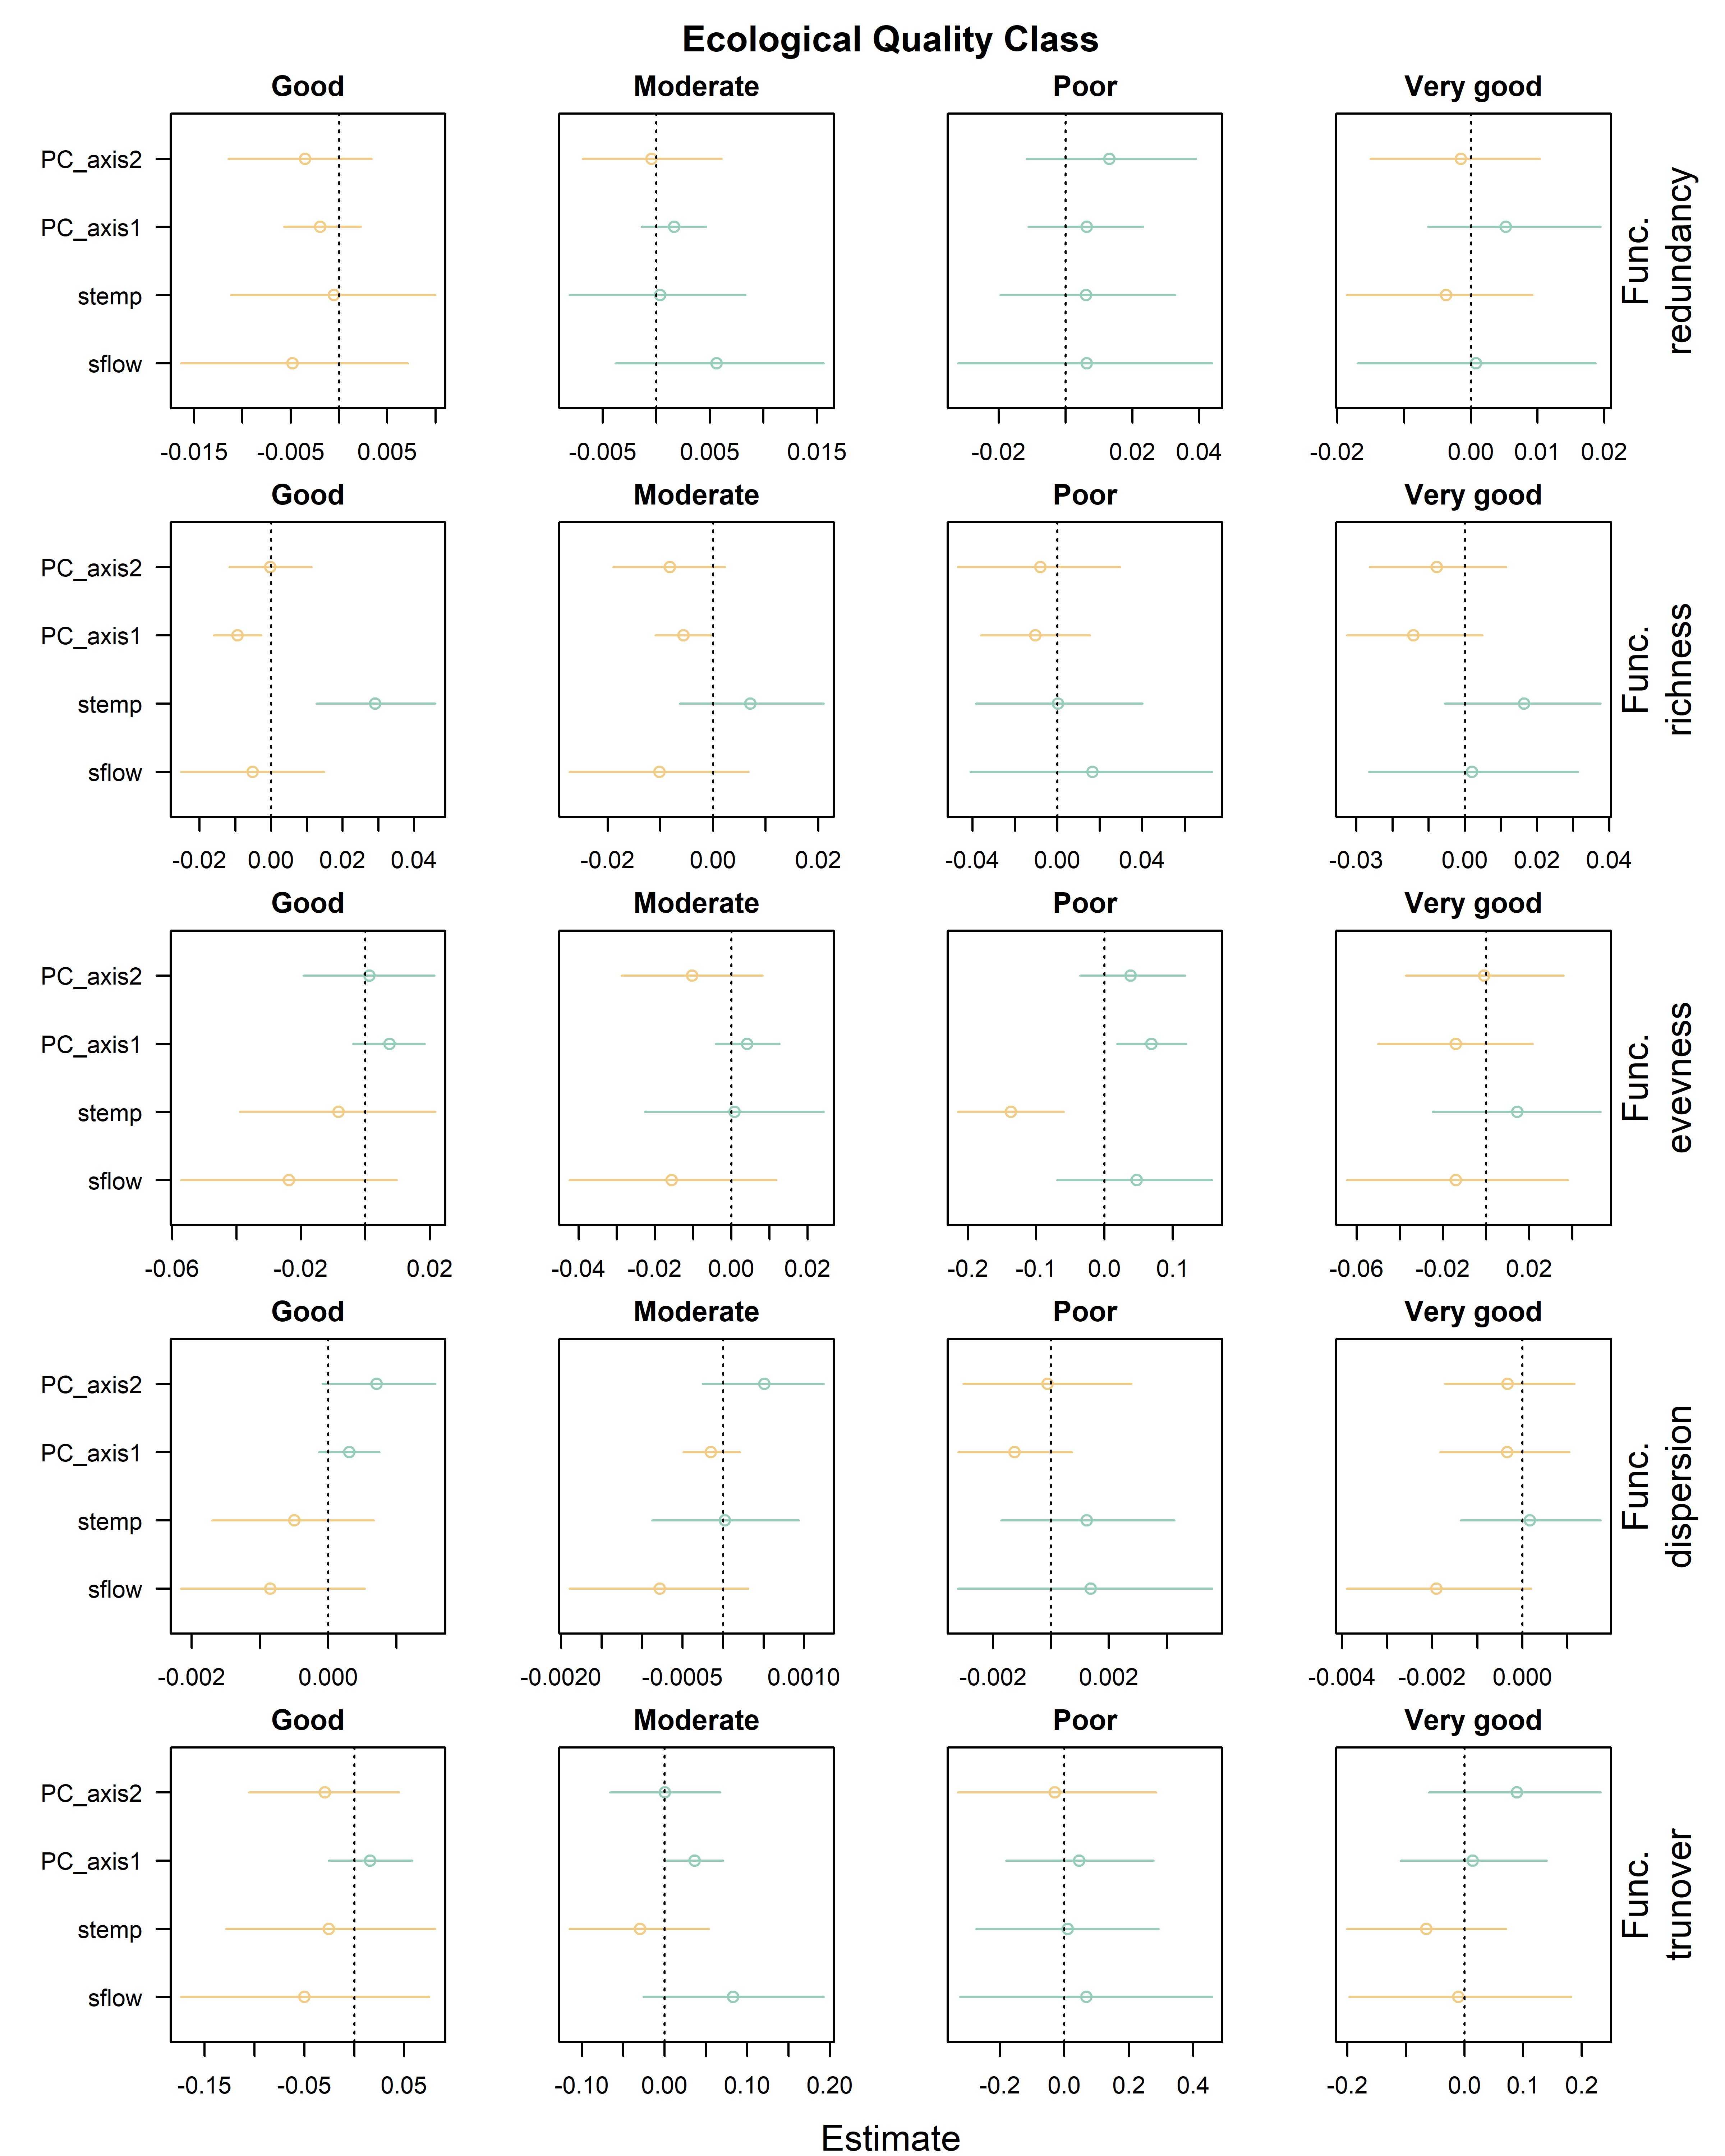 Ecological Quality Class
Good Moderate Poor Very good
PC_axis2
PC_axis1
stemp
sflow
Func.
redundancy
-0.015 -0.005 0.005 -0.005 0.005 0.015 -0.02 0.02 0.04 -0.02 0.00 0.01 0.02
Good Moderate Poor Very good
PC_axis2
PC_axis1
stemp
sflow
Func.
richness
-0.02 0.00 0.02 0.04 -0.02 0.00 0.02 -0.04 0.00 0.04 -0.03 0.00 0.02 0.04
Good Moderate Poor Very good
PC_axis2
PC_axis1
stemp
sflow
Func.
evevness
-0.06 -0.02 0.02 -0.04 -0.02 0.00 0.02 -0.2 -0.1 0.0 0.1 -0.06 -0.02 0.02
Good Moderate Poor Very good
PC_axis2
PC_axis1
stemp
sflow
Func.
dispersion
-0.002 0.000 -0.0020 -0.0005 0.0010 -0.002 0.002 -0.004 -0.002 0.000
Good Moderate Poor Very good
PC_axis2
PC_axis1
stemp
sflow
Func.
trunover
-0.15 -0.05 0.05 -0.10 0.00 0.10 0.20 -0.2 0.0 0.2 0.4 -0.2 0.0 0.1 0.2
Estimate